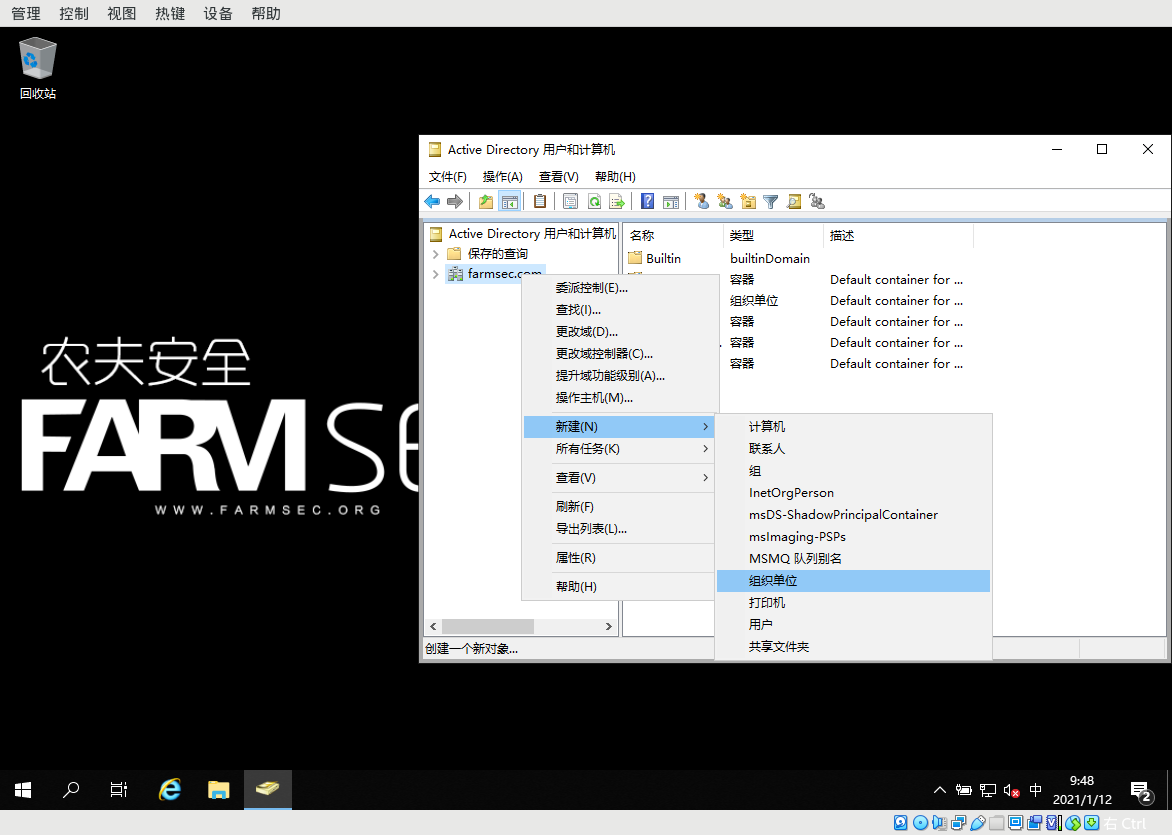 管理 控制 视图 热键 设备 帮助
回收站
Active Directory 用户和计算机
文件(F) 操作(A) 查看(V) 帮助(H)
Active Directory 用户和计算机
保存的查询
farmsec.com
名称 类型 描述
Builtin builtinDomain
容器 Default container for ...
组织单位 Default container for ...
容器 Default container for ...
容器 Default container for ...
容器 Default container for ...
委派控制(E)...
查找(I)...
更改域(D)...
更改域控制器(C)...
提升域功能级别(A)...
操作主机(M)...
新建(N)
所有任务(K)
查看(V)
刷新(F)
导出列表(L)...
属性(R)
帮助(H)
计算机
联系人
组
InetOrgPerson
msDS-ShadowPrincipalContainer
msImaging-PSPs
MSMQ 队列别名
组织单位
打印机
用户
共享文件夹
创建一个新对象...
农夫安全
FARMSE
WWW.FARMSEC.ORG
中
9:48
2021/1/12
2
右 Ctrl